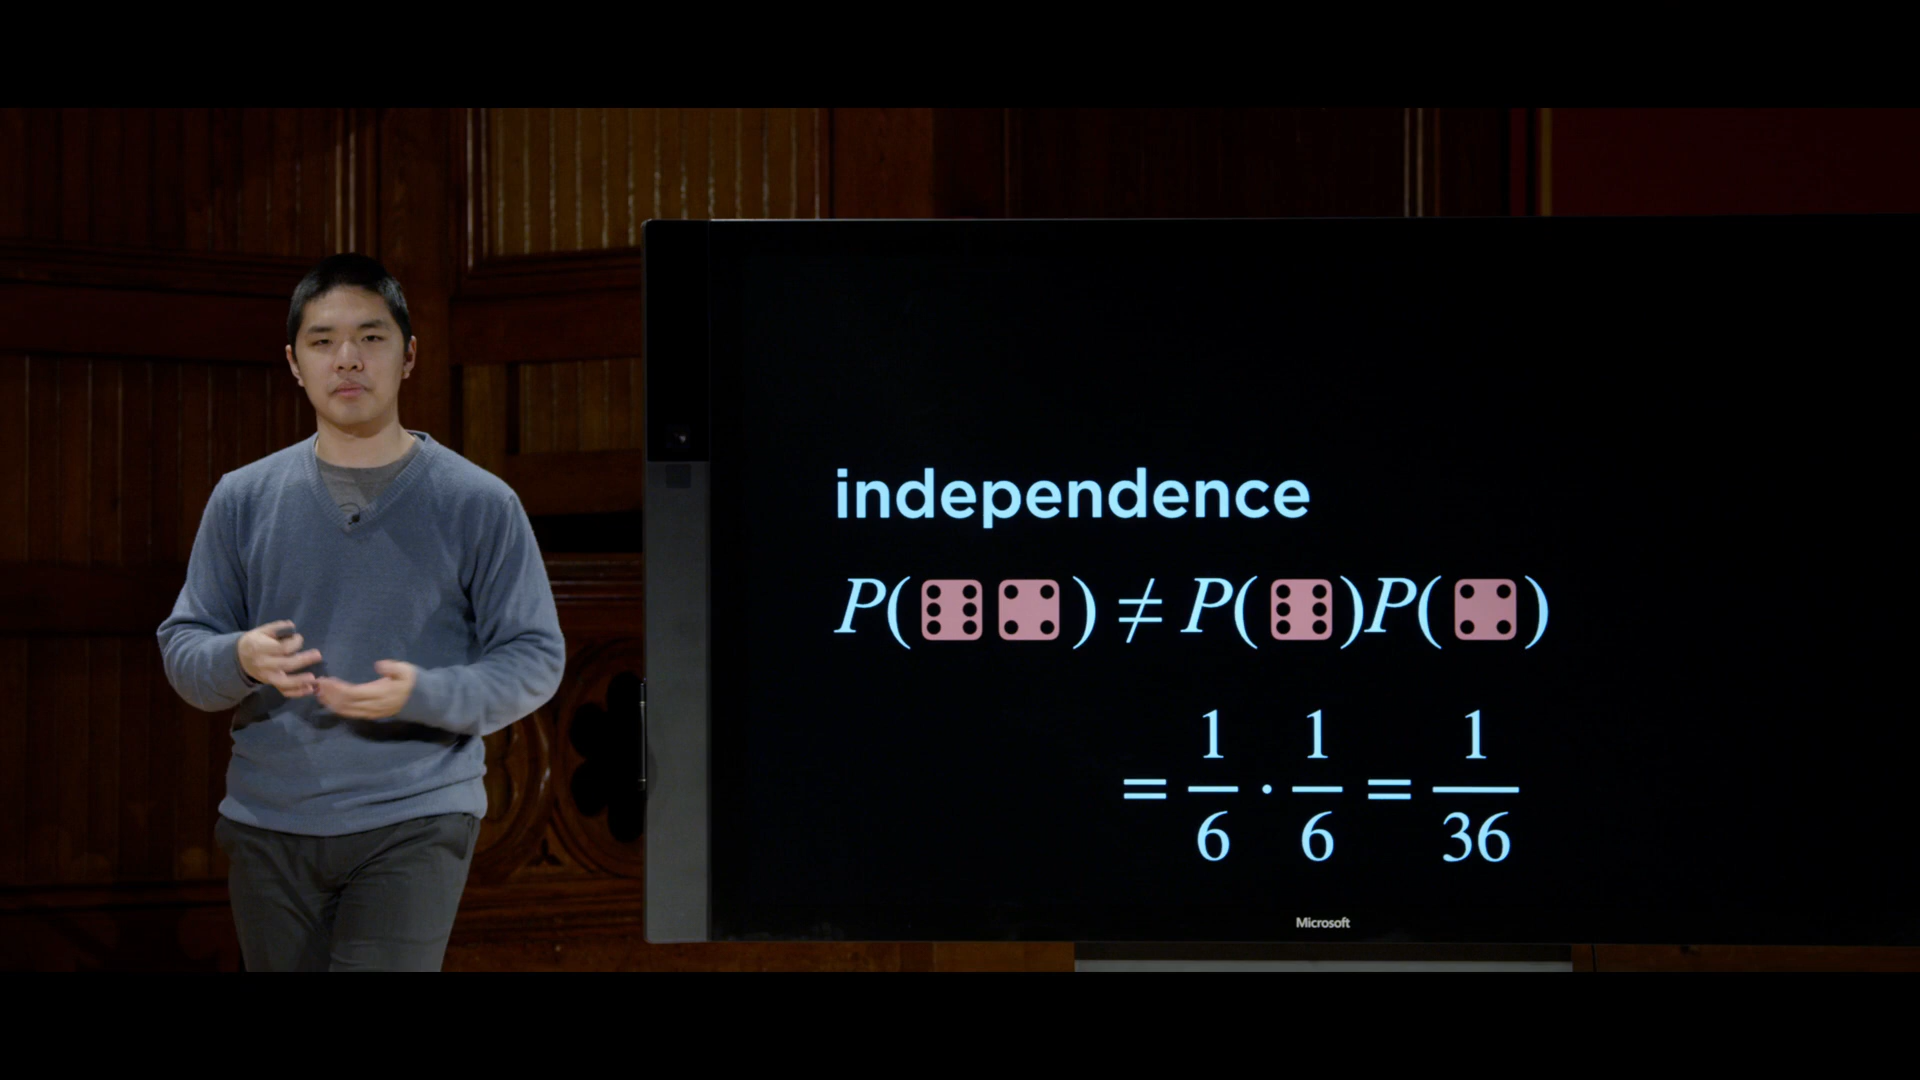 independence
P( ) ≠ P( )P( )
= 1/6 · 1/6 = 1/36
Microsoft